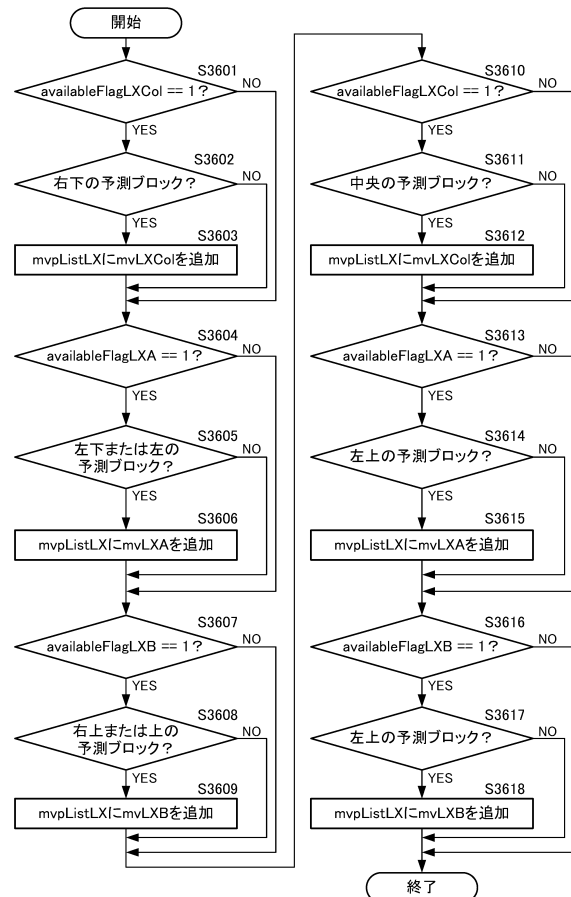 開始
S3601
availableFlagLXCol == 1？
NO
YES
S3602
右下の予測ブロック？
NO
YES
S3603
mvpListLXにmvLXColを追加
S3604
availableFlagLXA == 1？
NO
YES
S3605
左下または左の
予測ブロック？
NO
YES
S3606
mvpListLXにmvLXAを追加
S3607
availableFlagLXB == 1？
NO
YES
S3608
右上または上の
予測ブロック？
NO
YES
S3609
mvpListLXにmvLXBを追加
S3610
availableFlagLXCol == 1？
NO
YES
S3611
中央の予測ブロック？
NO
YES
S3612
mvpListLXにmvLXColを追加
S3613
availableFlagLXA == 1？
NO
YES
S3614
左上の予測ブロック？
NO
YES
S3615
mvpListLXにmvLXAを追加
S3616
availableFlagLXB == 1？
NO
YES
S3617
左上の予測ブロック？
NO
YES
S3618
mvpListLXにmvLXBを追加
終了